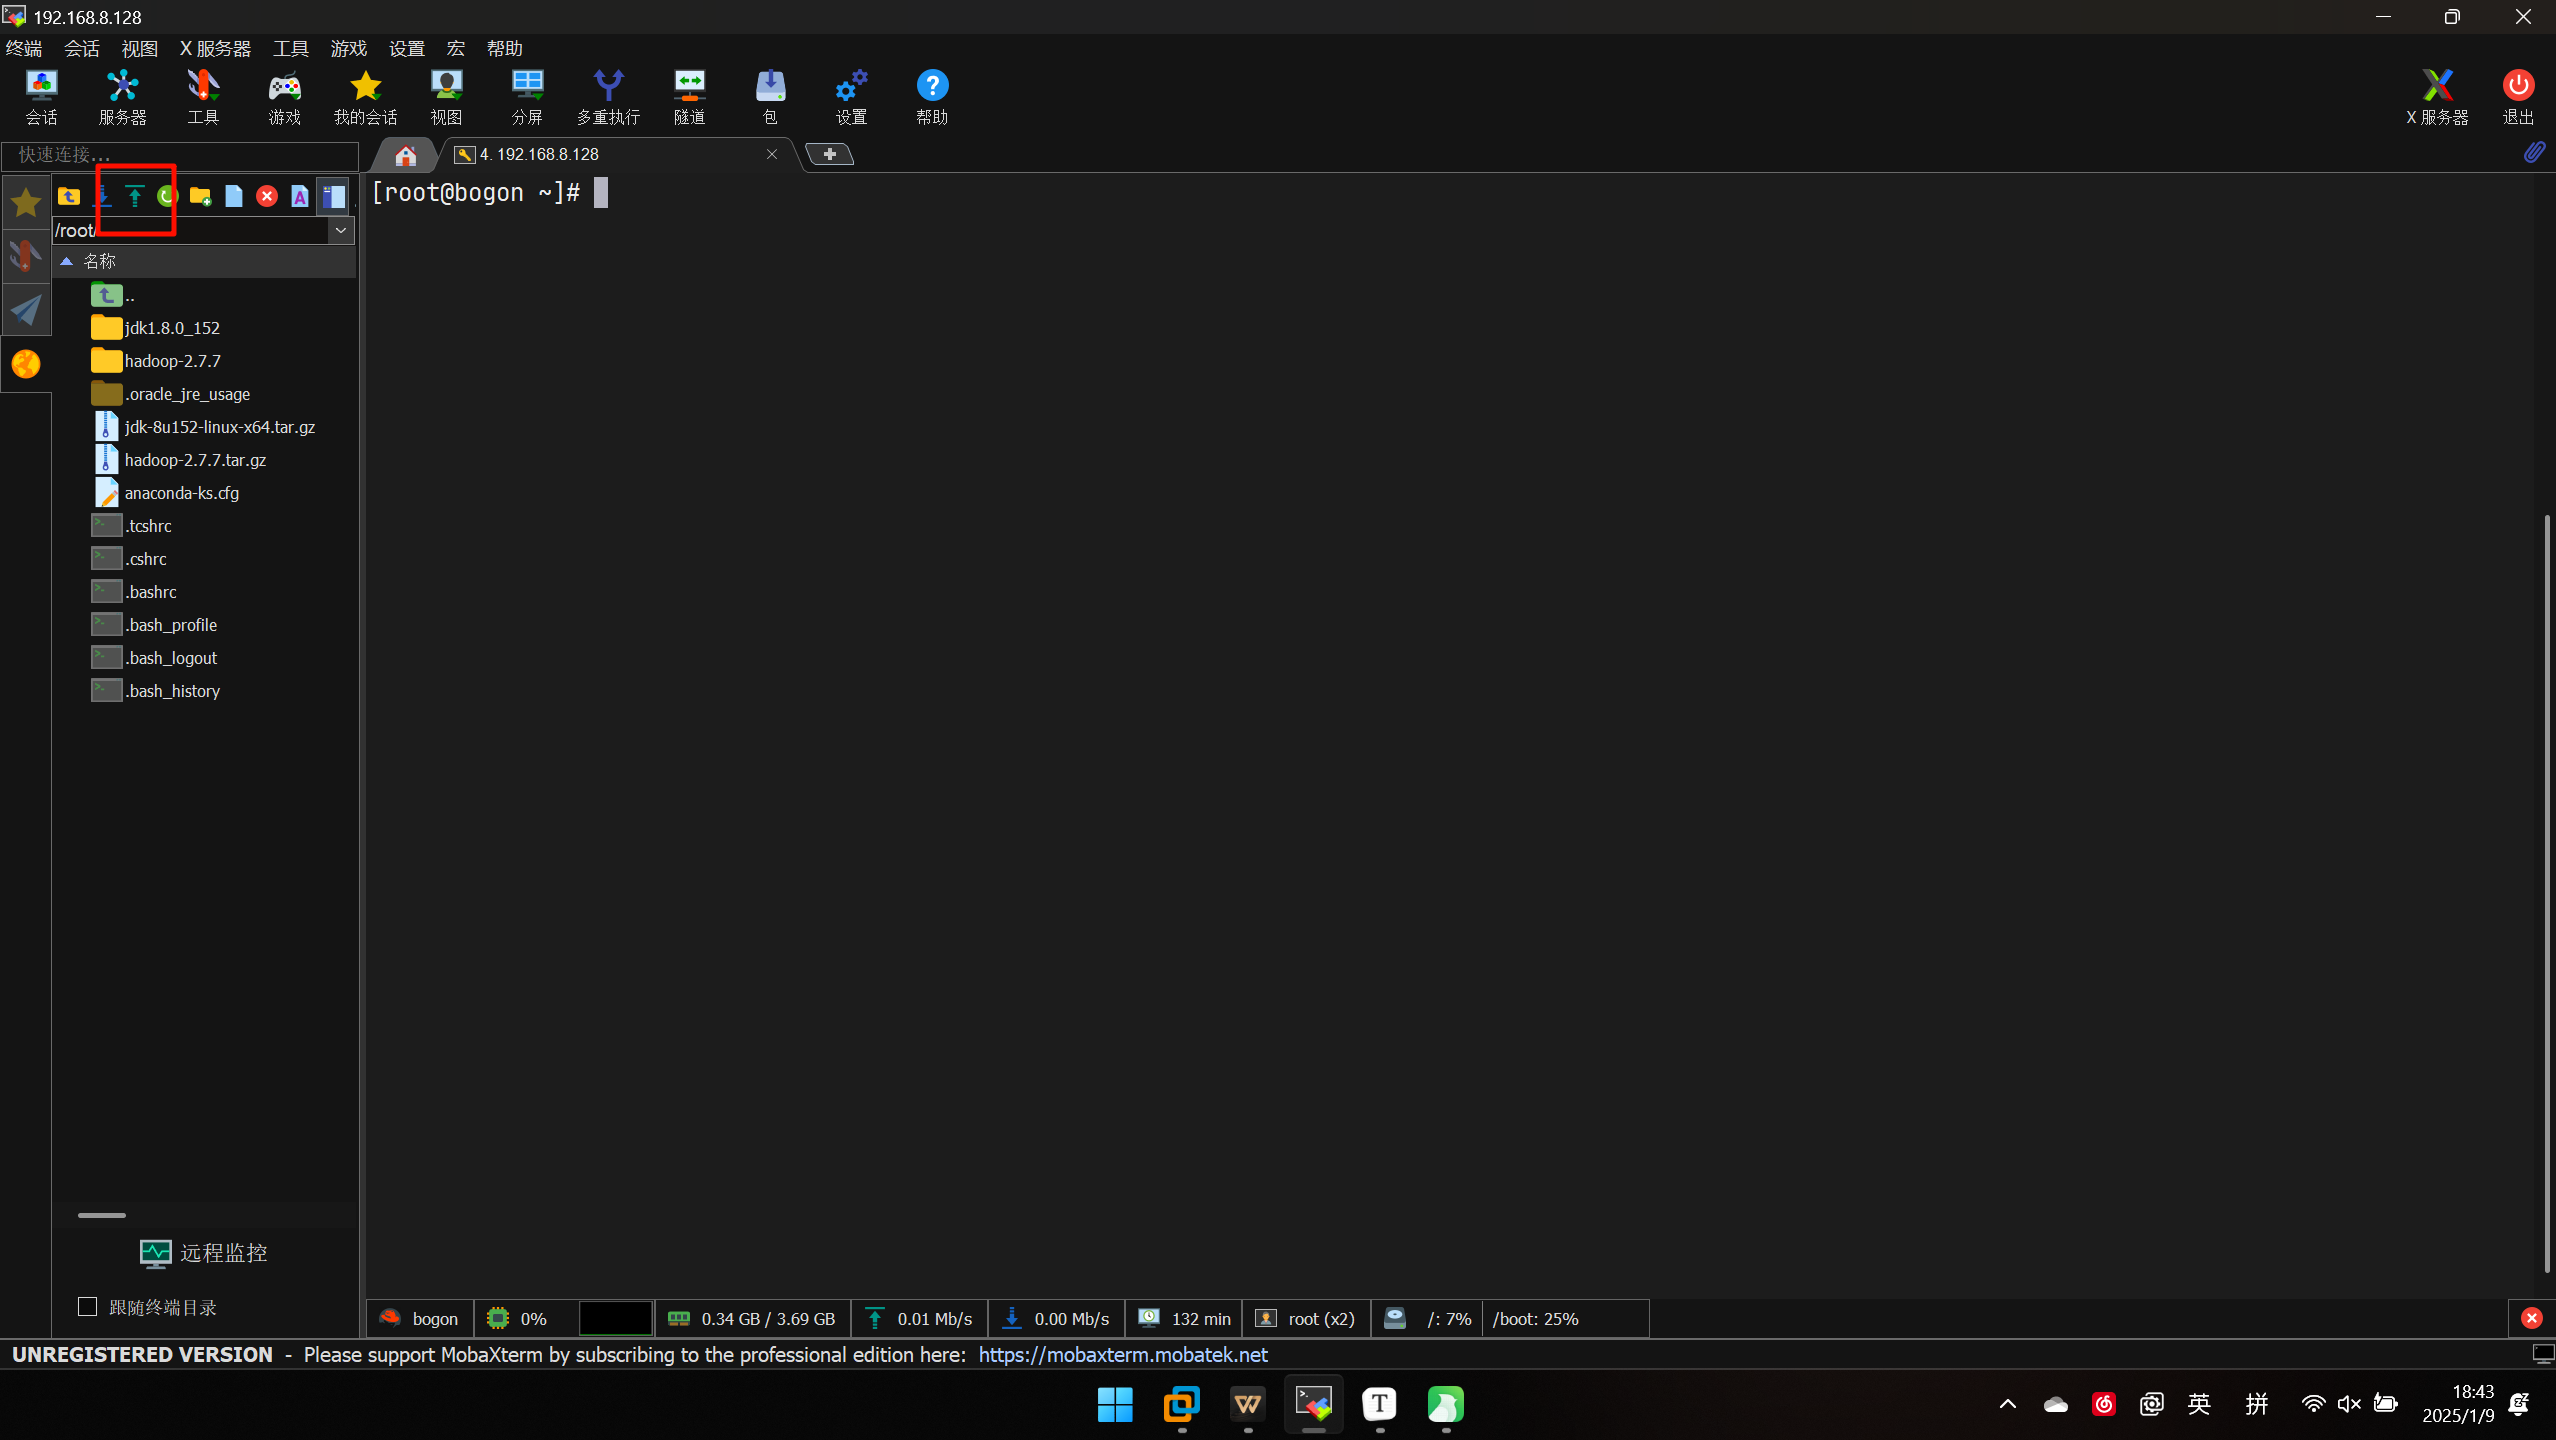 192.168.8.128
终端 会话 视图 X 服务器 工具 游戏 设置 宏 帮助
会话 服务器 工具 游戏 我的会话 视图 分屏 多重执行 隧道 包 设置 帮助 X 服务器 退出
快速连接...
4. 192.168.8.128
[root@bogon ~]#
/root/
名称
..
jdk1.8.0_152
hadoop-2.7.7
.oracle_jre_usage
jdk-8u152-linux-x64.tar.gz
hadoop-2.7.7.tar.gz
anaconda-ks.cfg
.tcshrc
.cshrc
.bashrc
.bash_profile
.bash_logout
.bash_history
远程监控
跟随终端目录
bogon 0% 0.34 GB / 3.69 GB 0.01 Mb/s 0.00 Mb/s 132 min root (x2) /: 7% /boot: 25%
UNREGISTERED VERSION - Please support MobaXterm by subscribing to the professional edition here: https://mobaxterm.mobatek.net
英 拼 18:43
2025/1/9